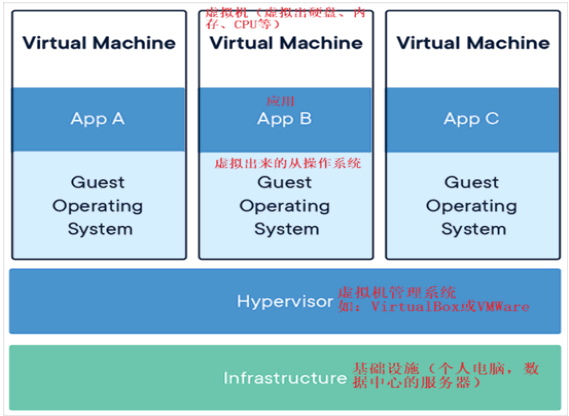 虚拟机（虚拟出硬盘、内
存、CPU等）
Virtual Machine
Virtual Machine
Virtual Machine
应用
App A
App B
App C
虚拟出来的从操作系统
Guest
Operating
System
Guest
Operating
System
Guest
Operating
System
Hypervisor
虚拟机管理系统
如：VirtualBox或VMWare
Infrastructure
基础设施（个人电脑，数
据中心的服务器）